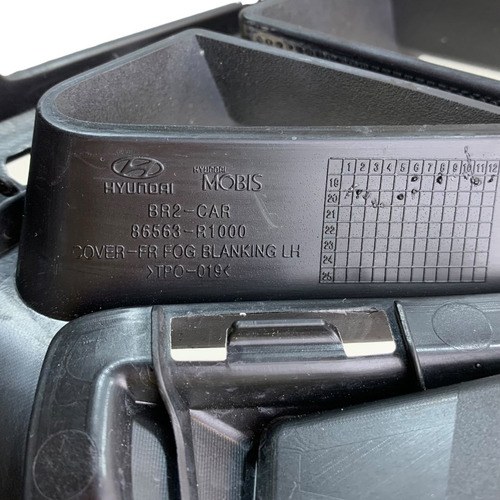 HYUNDAI
HYUNDAI
MOBIS
BR2-CAR
86563-R1000
COVER-FR FOG BLANKING LH
>TPO-019<
1 2 3 4 5 6 7 8 9 10 11 12
19
20
21
22
23
24
25